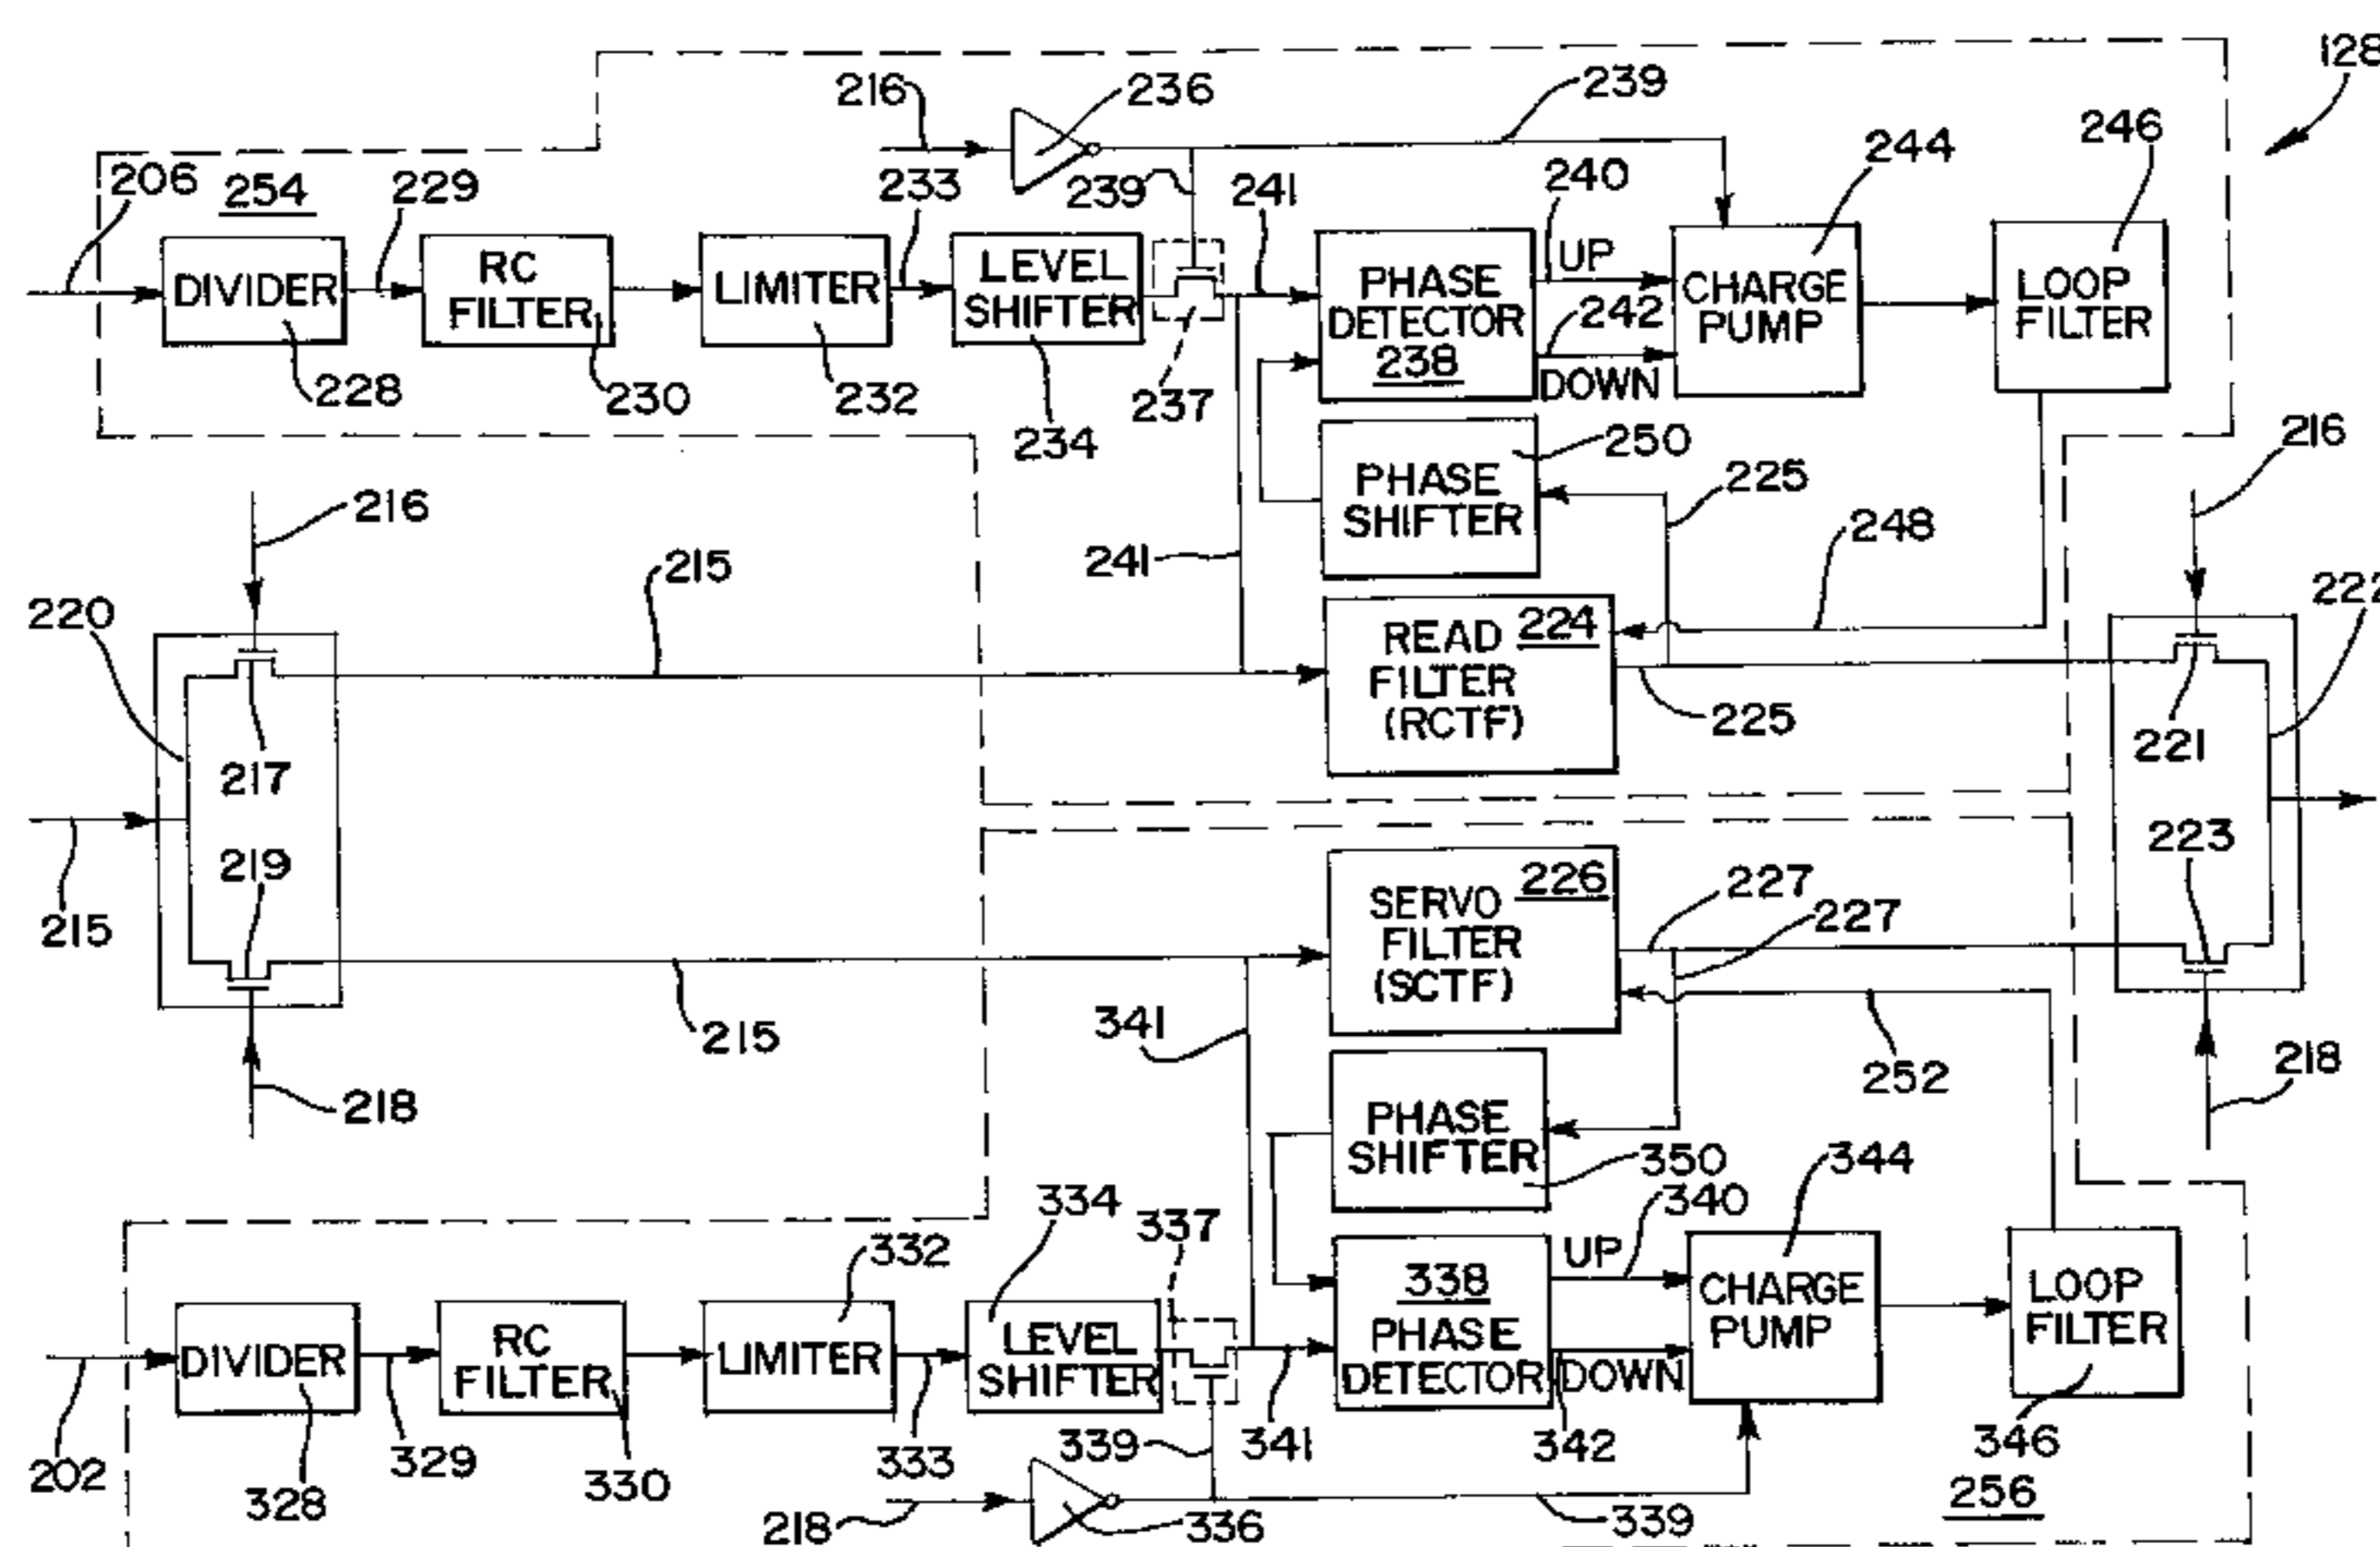 128
216
236
239
244
246
206
254
229
233
239
241
240
UP
DIVIDER
RC
FILTER
LIMITER
LEVEL
SHIFTER
PHASE
DETECTOR
238
242
DOWN
CHARGE
PUMP
LOOP
FILTER
228
230
232
234
237
250
PHASE
SHIFTER
225
216
216
248
241
215
220
READ 224
FILTER
(RCTF)
225
222
217
221
219
226
SERVO
FILTER
(SCTF)
227
227
223
215
215
341
252
218
218
PHASE
SHIFTER
350
344
334
337
332
340
UP
338
PHASE
DETECTOR
CHARGE
PUMP
LOOP
FILTER
DIVIDER
RC
FILTER
LIMITER
LEVEL
SHIFTER
DOWN
202
328
329
330
333
339
341
342
346
218
336
339
256